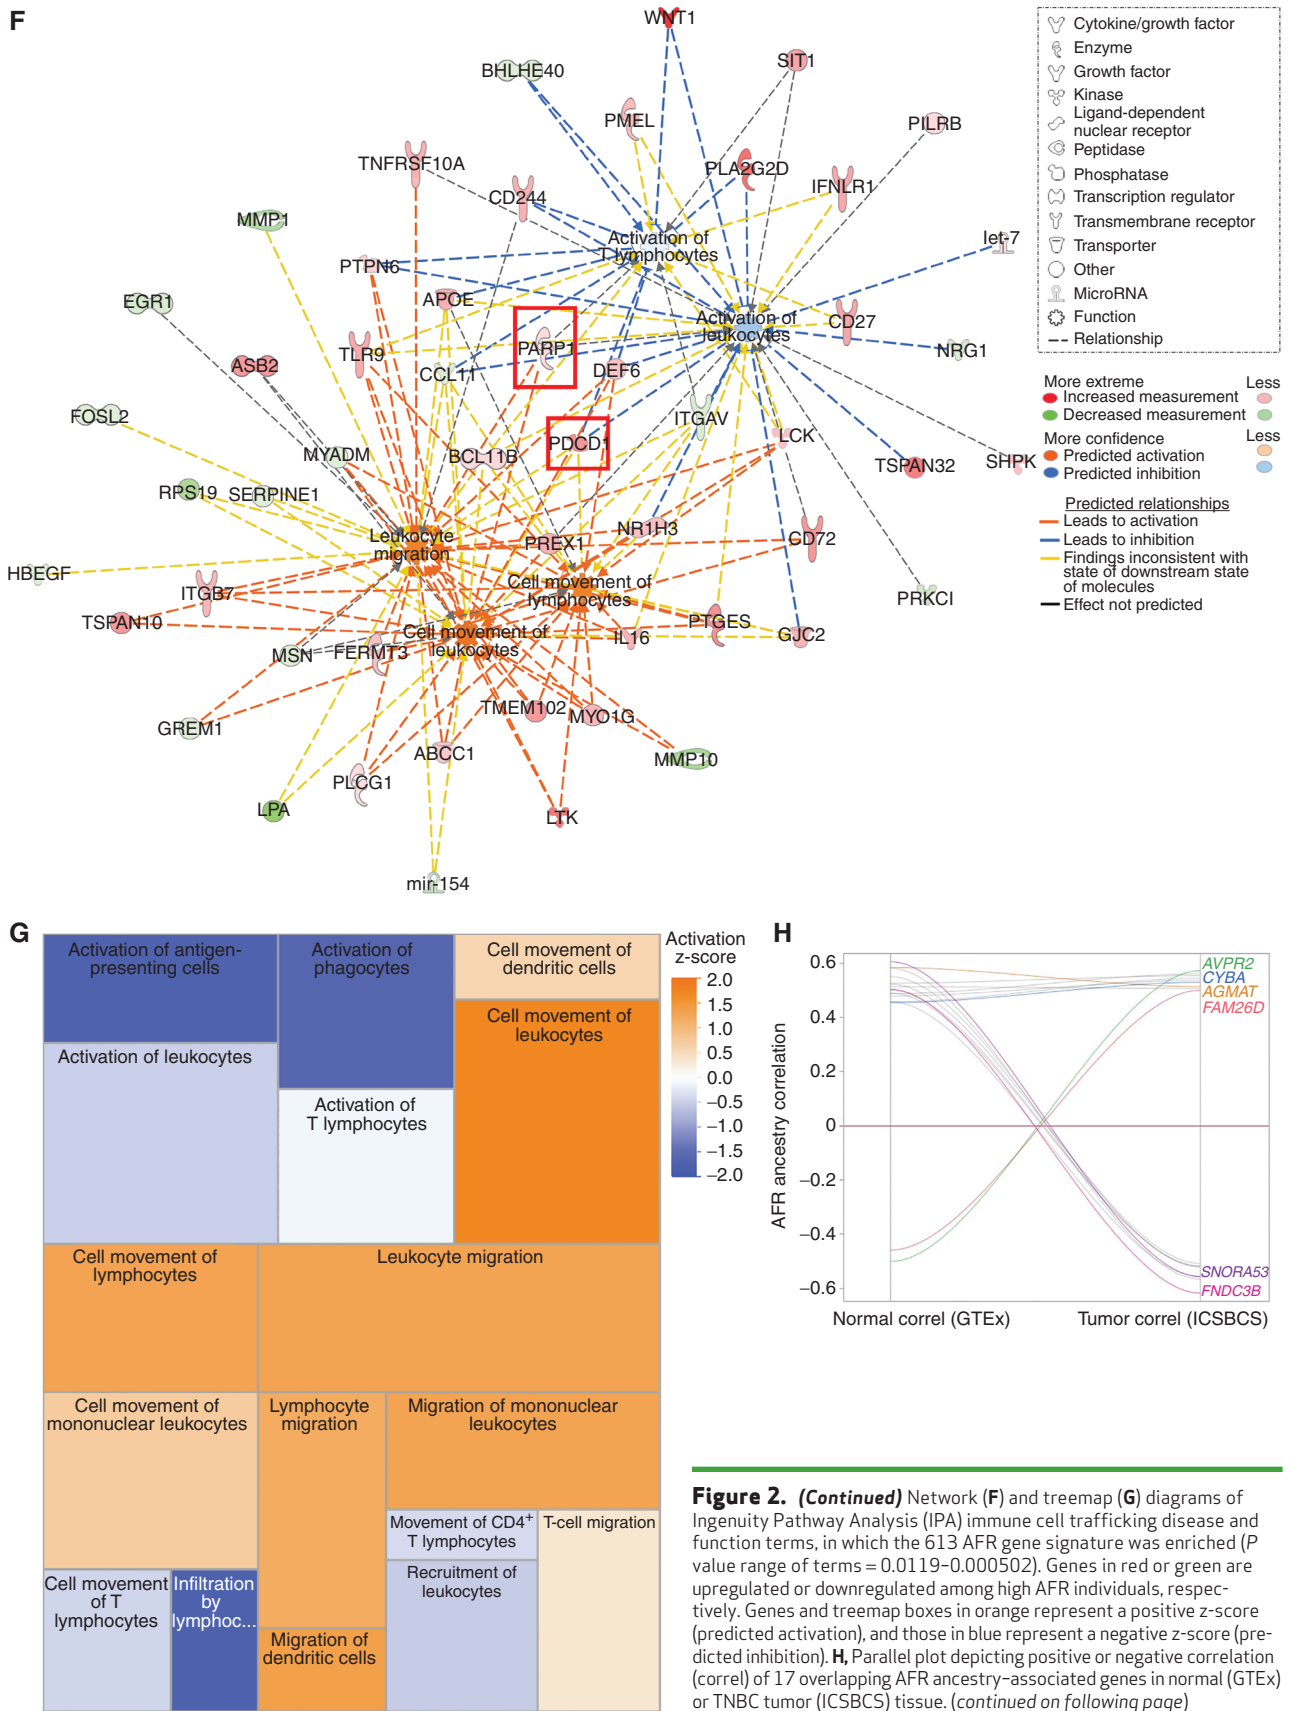 F
WNT1
BHLHE40
SIT1
PMEL
PILRB
TNFRSF10A
PLA2G2D
IFNLR1
CD244
MMP1
Activation of
T lymphocytes
let-7
PTPN6
EGR1
APOE
Activation of
leukocytes
CD27
PARP1
NRG1
TLR9
ASB2
CCL11
DEF6
FOSL2
ITGAV
PDCD1
LCK
MYADM
BCL11B
TSPAN32
SHPK
RPS19
SERPINE1
Leukocyte
migration
PREX1
NR1H3
CD72
HBEGF
ITGB7
Cell movement of
lymphocytes
PRKCI
TSPAN10
Cell movement of
leukocytes
IL16
PTGES
GJC2
MSN
FERMT3
GREM1
TMEM102
MYO1G
ABCC1
MMP10
PLCG1
LPA
LTK
mir-154
Cytokine/growth factor
Enzyme
Growth factor
Kinase
Ligand-dependent
nuclear receptor
Peptidase
Phosphatase
Transcription regulator
Transmembrane receptor
Transporter
Other
MicroRNA
Function
Relationship
More extreme Less
Increased measurement
Decreased measurement
More confidence Less
Predicted activation
Predicted inhibition
Predicted relationships
Leads to activation
Leads to inhibition
Findings inconsistent with
state of downstream state
of molecules
Effect not predicted
G
Activation of antigen-
presenting cells
Activation of
phagocytes
Cell movement of
dendritic cells
Activation of leukocytes
Activation of
T lymphocytes
Cell movement of
leukocytes
Cell movement of
lymphocytes
Leukocyte migration
Cell movement of
mononuclear leukocytes
Lymphocyte
migration
Migration of mononuclear
leukocytes
Movement of CD4+
T lymphocytes
T-cell migration
Recruitment of
leukocytes
Cell movement
of T
lymphocytes
Infiltration
by
lymphoc...
Migration of
dendritic cells
Activation
z-score
2.0
1.5
1.0
0.5
0.0
−0.5
−1.0
−1.5
−2.0
H
AFR ancestry correlation
0.6
0.4
0.2
0
−0.2
−0.4
−0.6
AVPR2
CYBA
AGMAT
FAM26D
SNORA53
FNDC3B
Normal correl (GTEx)
Tumor correl (ICSBCS)
Figure 2. (Continued) Network (F) and treemap (G) diagrams of
Ingenuity Pathway Analysis (IPA) immune cell trafficking disease and
function terms, in which the 613 AFR gene signature was enriched (P
value range of terms = 0.0119–0.000502). Genes in red or green are
upregulated or downregulated among high AFR individuals, respec-
tively. Genes and treemap boxes in orange represent a positive z-score
(predicted activation), and those in blue represent a negative z-score (pre-
dicted inhibition). H, Parallel plot depicting positive or negative correlation
(correl) of 17 overlapping AFR ancestry–associated genes in normal (GTEx)
or TNBC tumor (ICSBCS) tissue. (continued on following page)